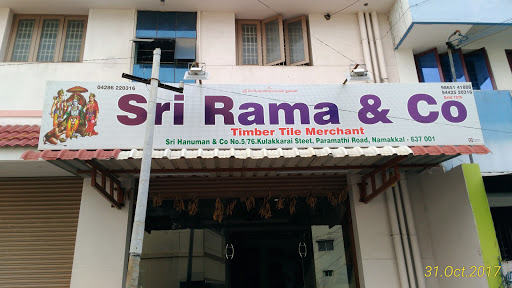 04286 220316
Sri Rama & Co
Timber Tile Merchant
Sri Hanuman & Co No.5/76.Kulakkarai Steet, Paramathi Road, Namakkal - 637 001
31.Oct.2017